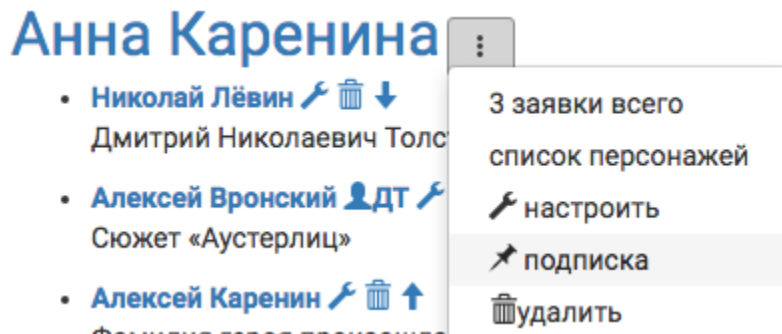 Анна Каренина
Николай Лёвин
Дмитрий Николаевич
Алексей Вронский ДТ
Сюжет «Аустерлиц»
Алексей Каренин
3 заявки всего
список персонажей
настроить
подписка
удалить